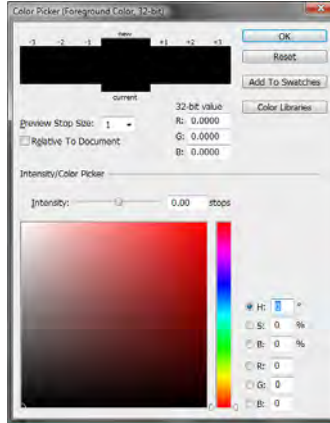 Color Picker (Foreground Color, 32-bit)
new
-3 -2 -1 +1 +2 +3
current
OK
Reset
Add To Swatches
Color Libraries
Preview Stop Size: 1
Relative To Document
32-bit value
R: 0.0000
G: 0.0000
B: 0.0000
Intensity/Color Picker
Intensity: 0.00 stops
H: 0 °
S: 0 %
B: 0 %
R: 0
G: 0
B: 0